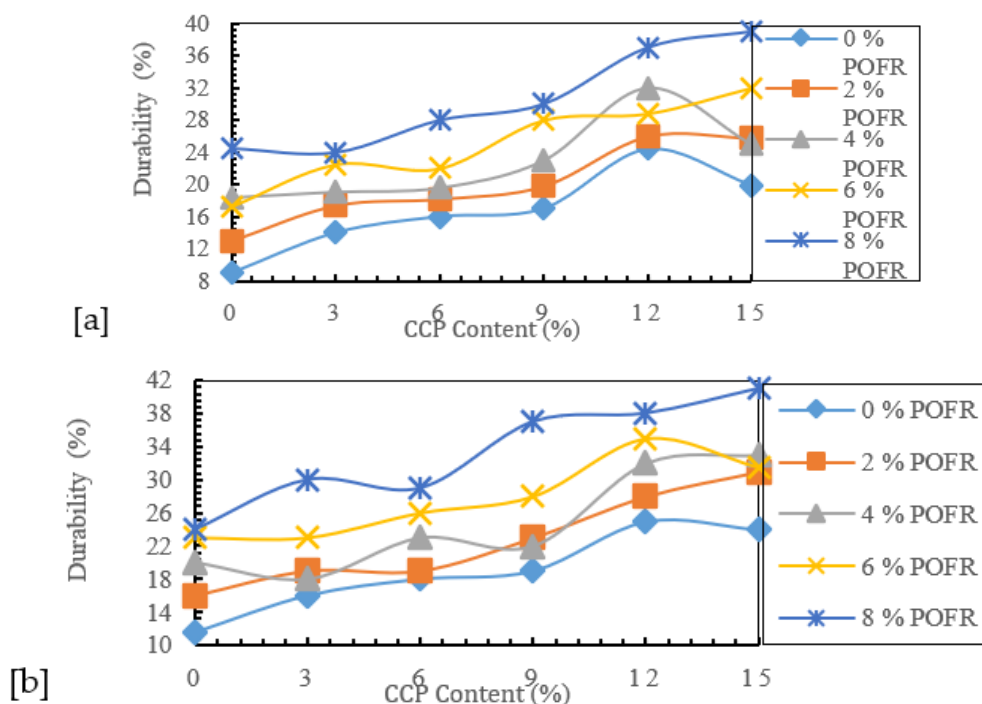 40
36
32
28
24
20
16
12
8
Durability (%)
0 3 6 9 12 15
CCP Content (%)
0 %
POFR
2 %
POFR
4 %
POFR
6 %
POFR
8 %
POFR
[a]
42
38
34
30
26
22
18
14
10
Durability (%)
0 3 6 9 12 15
CCP Content (%)
0 % POFR
2 % POFR
4 % POFR
6 % POFR
8 % POFR
[b]